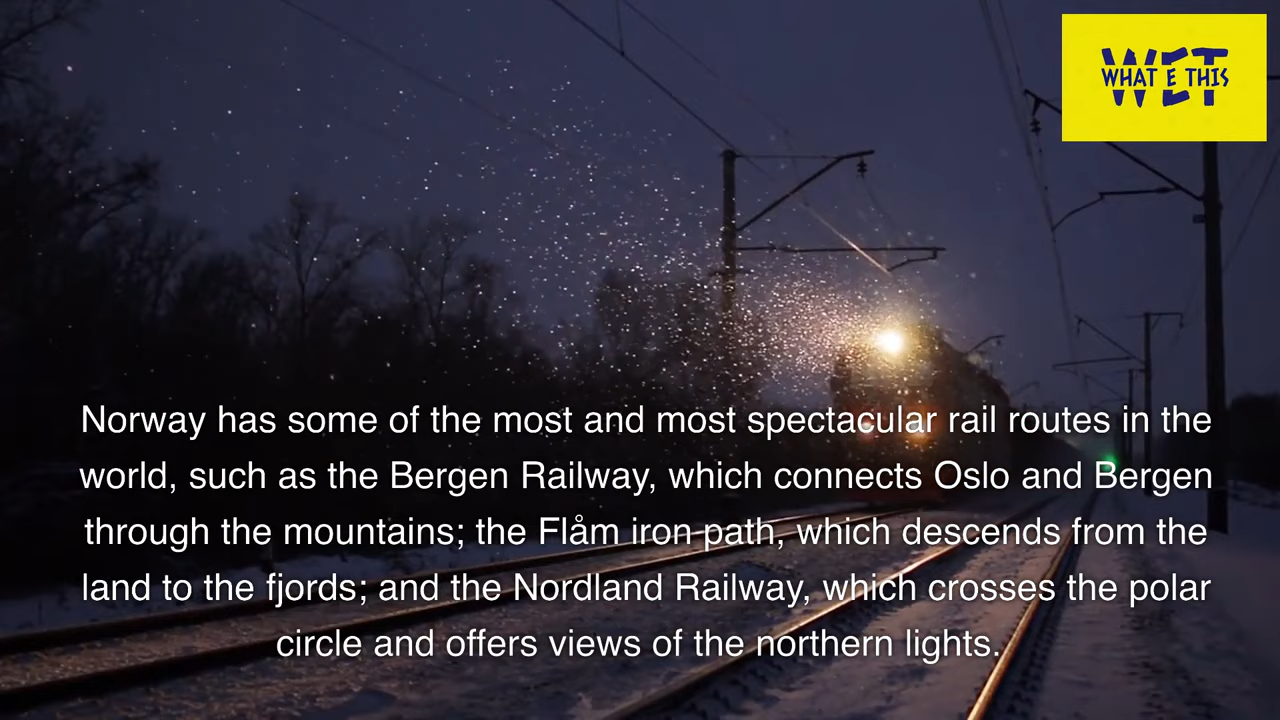 WET
WHAT E THIS
Norway has some of the most and most spectacular rail routes in the
world, such as the Bergen Railway, which connects Oslo and Bergen
through the mountains; the Flåm iron path, which descends from the
land to the fjords; and the Nordland Railway, which crosses the polar
circle and offers views of the northern lights.